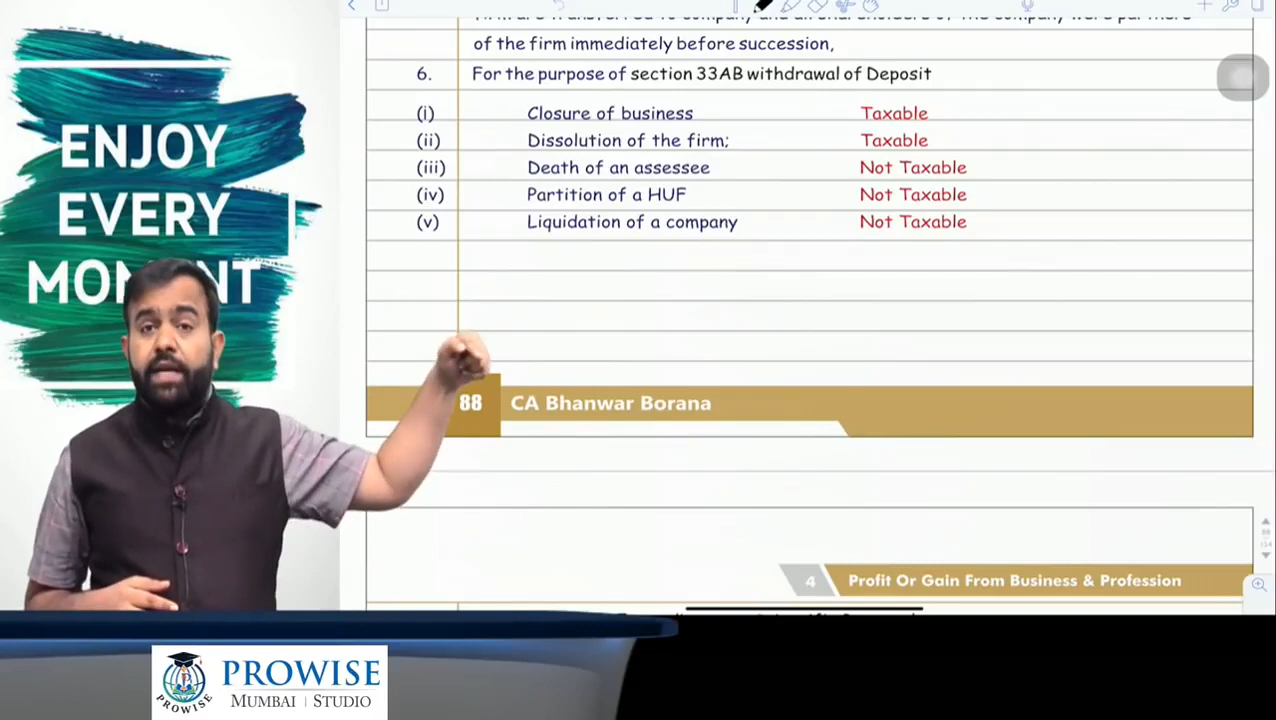 ENJOY
EVERY
of the firm immediately before succession,
6. For the purpose of section 33AB withdrawal of Deposit
(i) Closure of business Taxable
(ii) Dissolution of the firm; Taxable
(iii) Death of an assessee Not Taxable
(iv) Partition of a HUF Not Taxable
(v) Liquidation of a company Not Taxable
88 CA Bhanwar Borana
4 Profit Or Gain From Business & Profession
PROWISE
MUMBAI | STUDIO
PROWISE